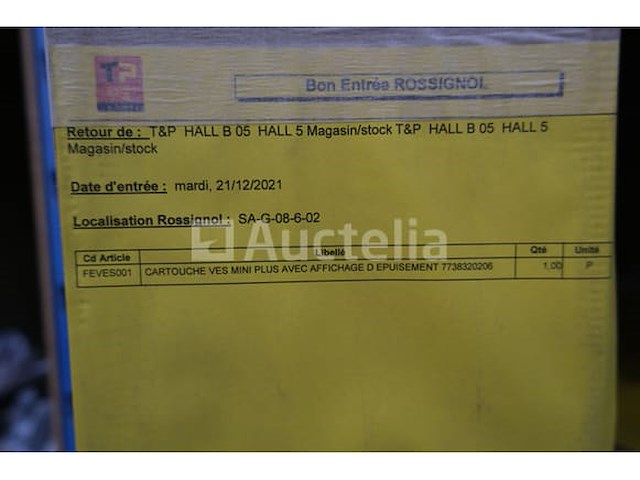 TP
Bon Entrée ROSSIGNOL
Retour de : T&P HALL B 05 HALL 5 Magasin/stock T&P HALL B 05 HALL 5
Magasin/stock
Date d'entrée : mardi, 21/12/2021
Localisation Rossignol : SA-G-08-6-02
Auctelia
Cd Article Libellé Qté Unité
FEVES001 CARTOUCHE VES MINI PLUS AVEC AFFICHAGE D EPUISEMENT 7738320206 1,00 P